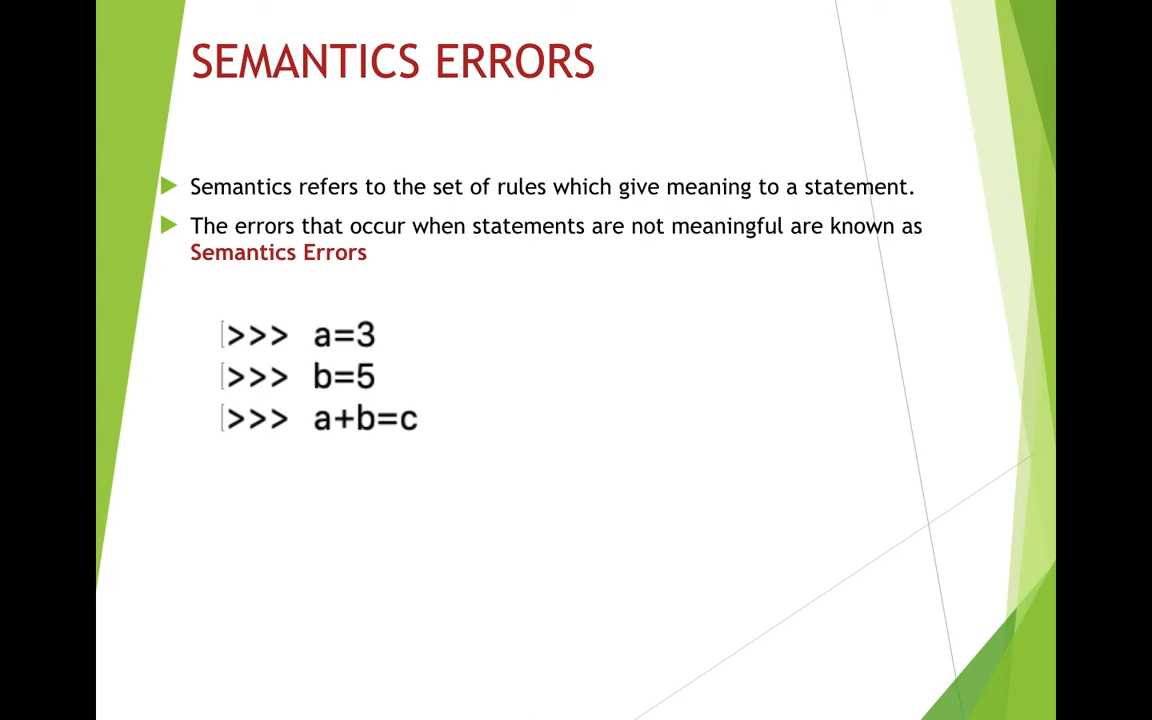 SEMANTICS ERRORS
Semantics refers to the set of rules which give meaning to a statement.
The errors that occur when statements are not meaningful are known as
Semantics Errors
[>>> a=3
[>>> b=5
[>>> a+b=c